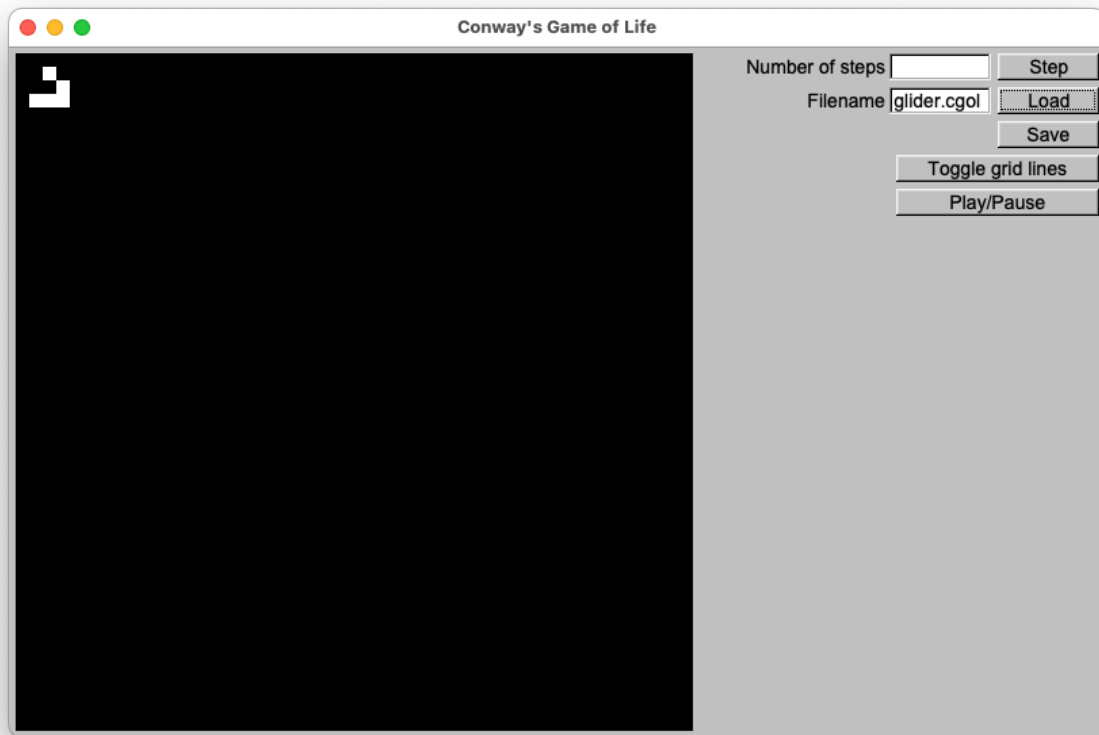 Conway's Game of Life
Number of steps Step
Filename glider.cgol Load
Save
Toggle grid lines
Play/Pause